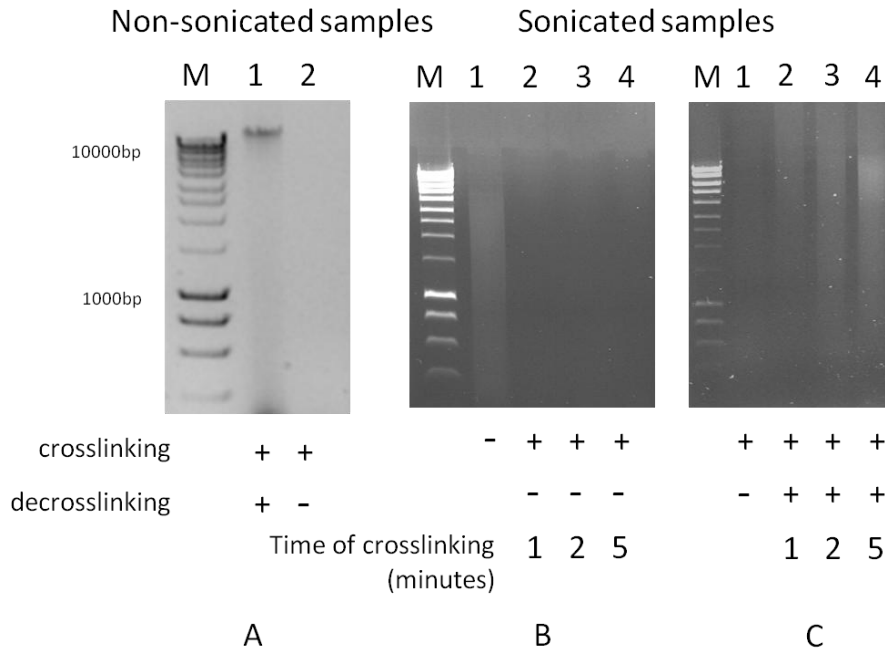 Non-sonicated samples Sonicated samples
M 1 2 M 1 2 3 4 M 1 2 3 4
10000bp
1000bp
crosslinking + + - + + + + + + +
decrosslinking + - - - - - + + +
Time of crosslinking 1 2 5 1 2 5
(minutes)
A B C